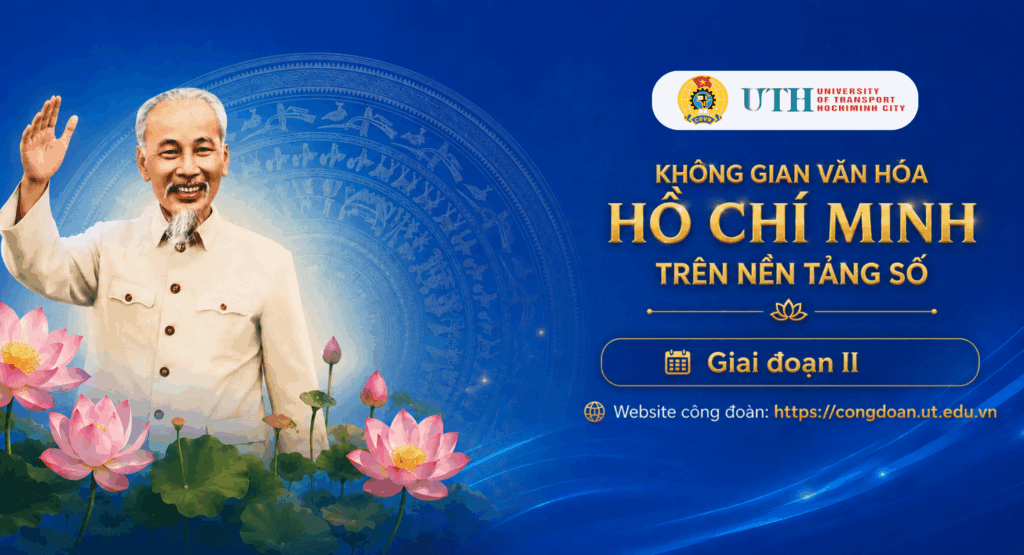 CĐVN
UTH UNIVERSITY
OF TRANSPORT
HOCHIMINH CITY
KHÔNG GIAN VĂN HÓA
HỒ CHÍ MINH
TRÊN NỀN TẢNG SỐ
Giai đoạn II
Website công đoàn: https://congdoan.ut.edu.vn